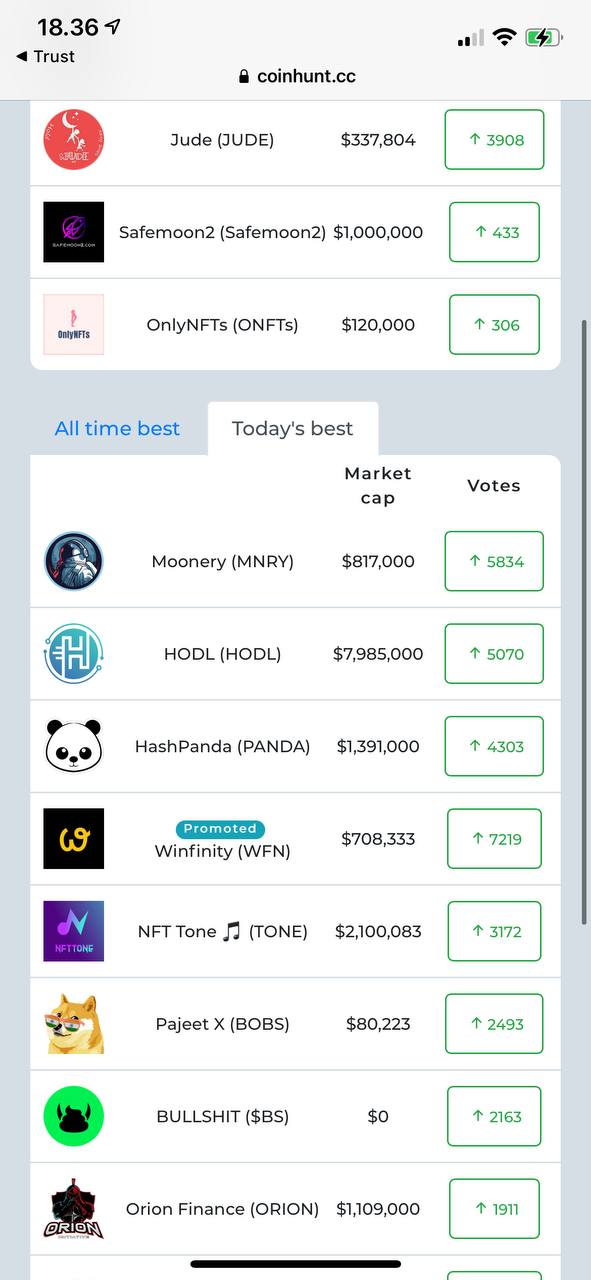 18.36
Trust
coinhunt.cc
Jude (JUDE) $337,804 ↑ 3908
SAFEMOON2.COM
Safemoon2 (Safemoon2) $1,000,000 ↑ 433
OnlyNFTs
OnlyNFTs (ONFTs) $120,000 ↑ 306
All time best Today's best
Market
cap
Votes
Moonery (MNRY) $817,000 ↑ 5834
HODL (HODL) $7,985,000 ↑ 5070
HashPanda (PANDA) $1,391,000 ↑ 4303
Promoted
Winfinity (WFN) $708,333 ↑ 7219
NFTTONE
NFT Tone 🎵 (TONE) $2,100,083 ↑ 3172
Pajeet X (BOBS) $80,223 ↑ 2493
BULLSHIT ($BS) $0 ↑ 2163
ORION
INITIATIVE
Orion Finance (ORION) $1,109,000 ↑ 1911